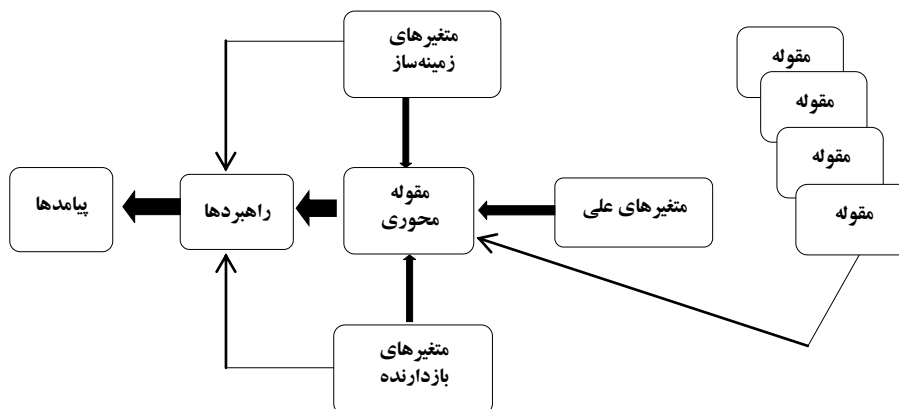 متغیرهای
زمینه‌ساز
مقوله
مقوله
مقوله
مقوله
متغیرهای علی
مقوله
محوری
راهبردها
پیامدها
متغیرهای
بازدارنده